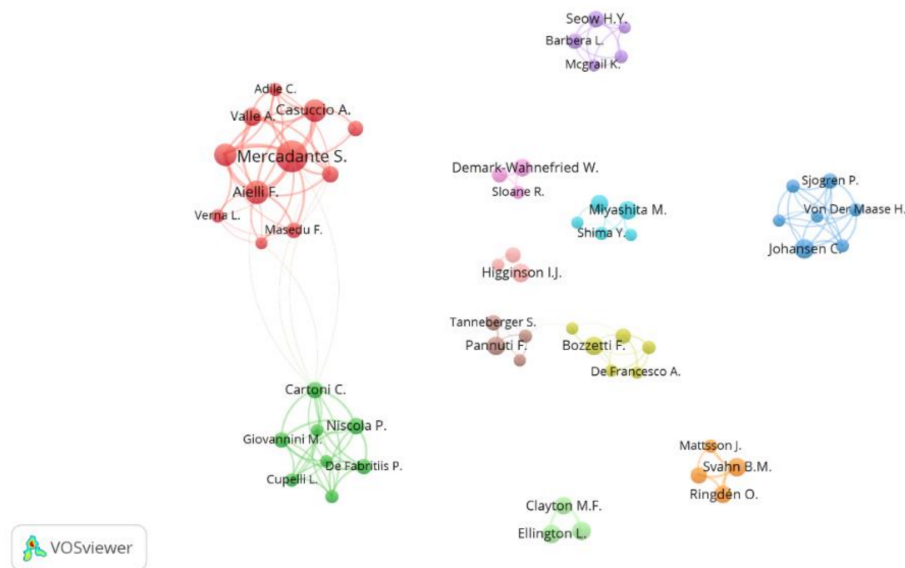 Seow H.Y.
Barbera L.
Mcgrail K.
Adile C.
Valle A.
Casuccio A.
Mercadante S.
Aielli F.
Verna L.
Masedu F.
Demark-Wahnefried W.
Sloane R.
Miyashita M.
Shima Y.
Sjogren P.
Von Der Maase H.
Johansen C.
Higginson I.J.
Tanneberger S.
Pannuti F.
Bozzetti F.
De Francesco A.
Cartoni C.
Niscola P.
Giovannini M.
De Fabritiis P.
Cupelli L.
Mattsson J.
Svahn B.M.
Ringdén O.
Clayton M.F.
Ellington L.
VOSviewer